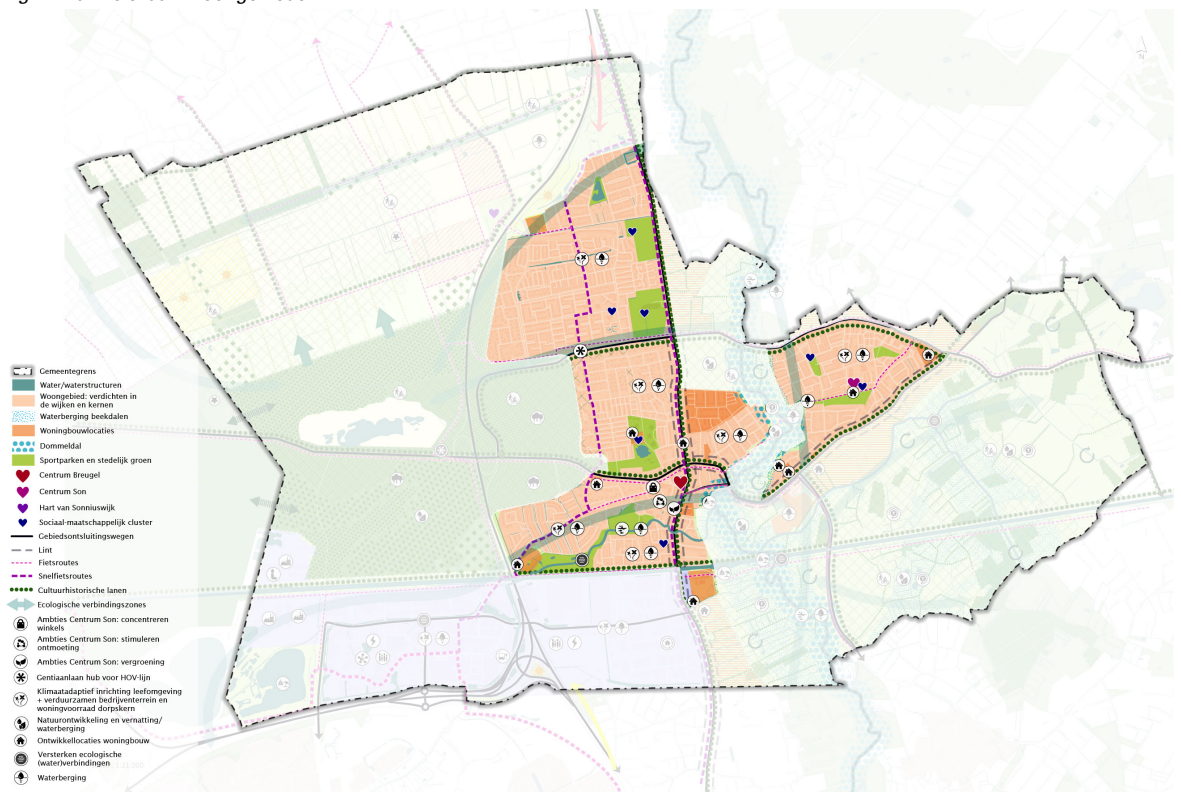 Gemeentegrens
Water/waterstructuren
Woongebied: verdichten in
de wijken en kernen
Waterberging beekdalen
Woningbouwlocaties
Dommeldal
Sportparken en stedelijk groen
Centrum Breugel
Centrum Son
Hart van Sonniuswijk
Sociaal-maatschappelijk cluster
Gebiedsontsluitingswegen
Lint
Fietsroutes
Snelfietsroutes
Cultuurhistorische lanen
Ecologische verbindingszones
Ambties Centrum Son: concentreren
winkels
Ambties Centrum Son: stimuleren
ontmoeting
Ambties Centrum Son: vergroening
Gentiaanlaan hub voor HOV-lijn
Klimaatadaptief inrichting leefomgeving
+ verduurzamen bedrijventerrein en
woningvoorraad dorpskern
Natuurontwikkeling en vernatting/
waterberging
Ontwikkellocaties woningbouw
Versterken ecologische
(water)verbindingen
Waterberging